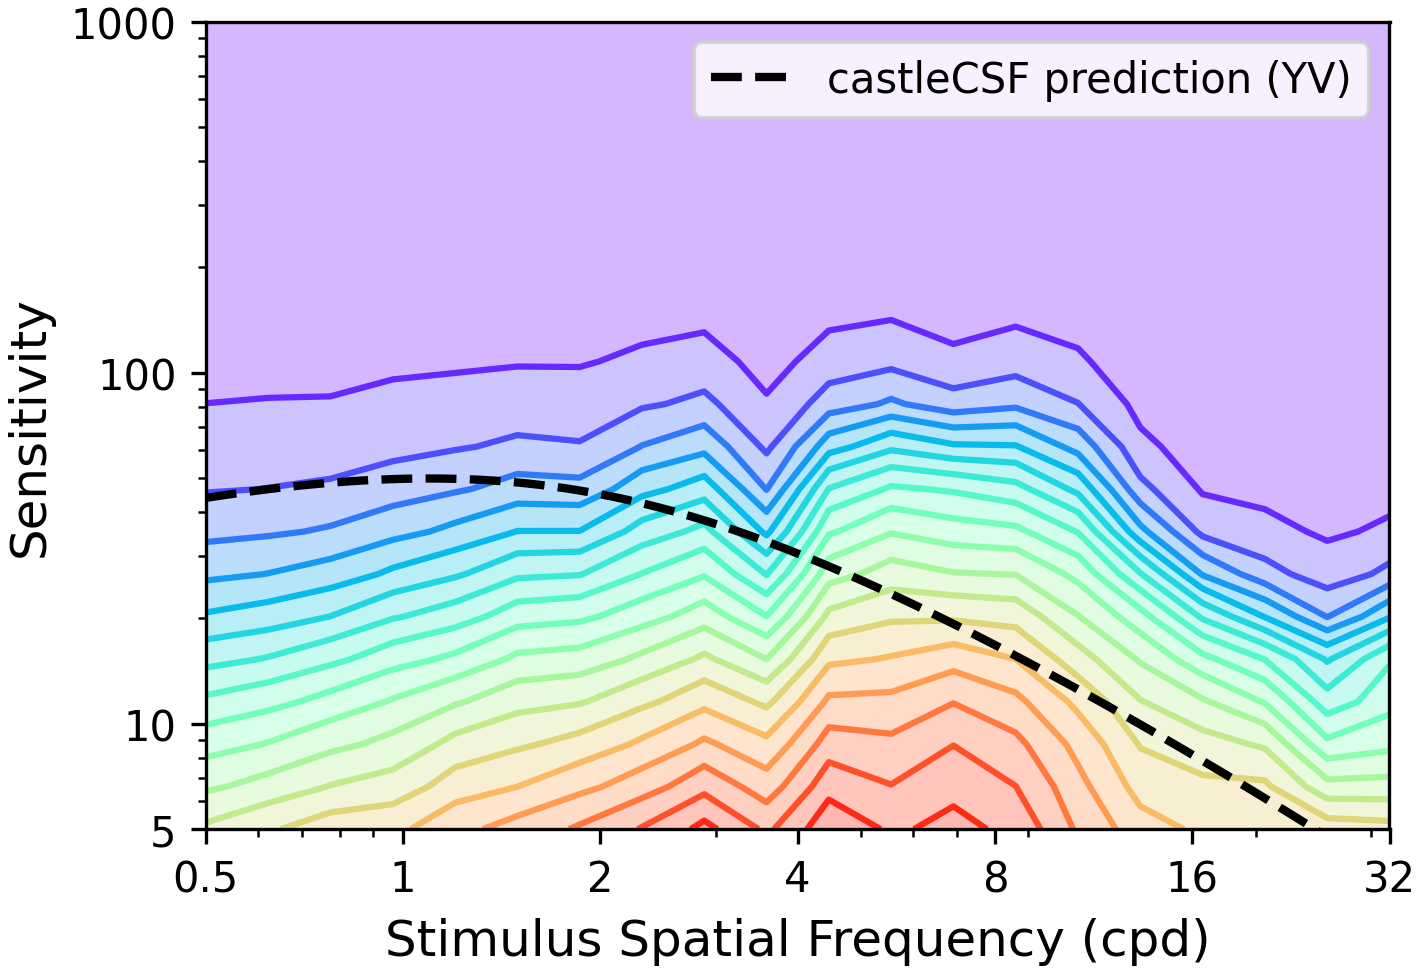 1000
castleCSF prediction (YV)
100
Sensitivity
10
5
0.5 1 2 4 8 16 32
Stimulus Spatial Frequency (cpd)